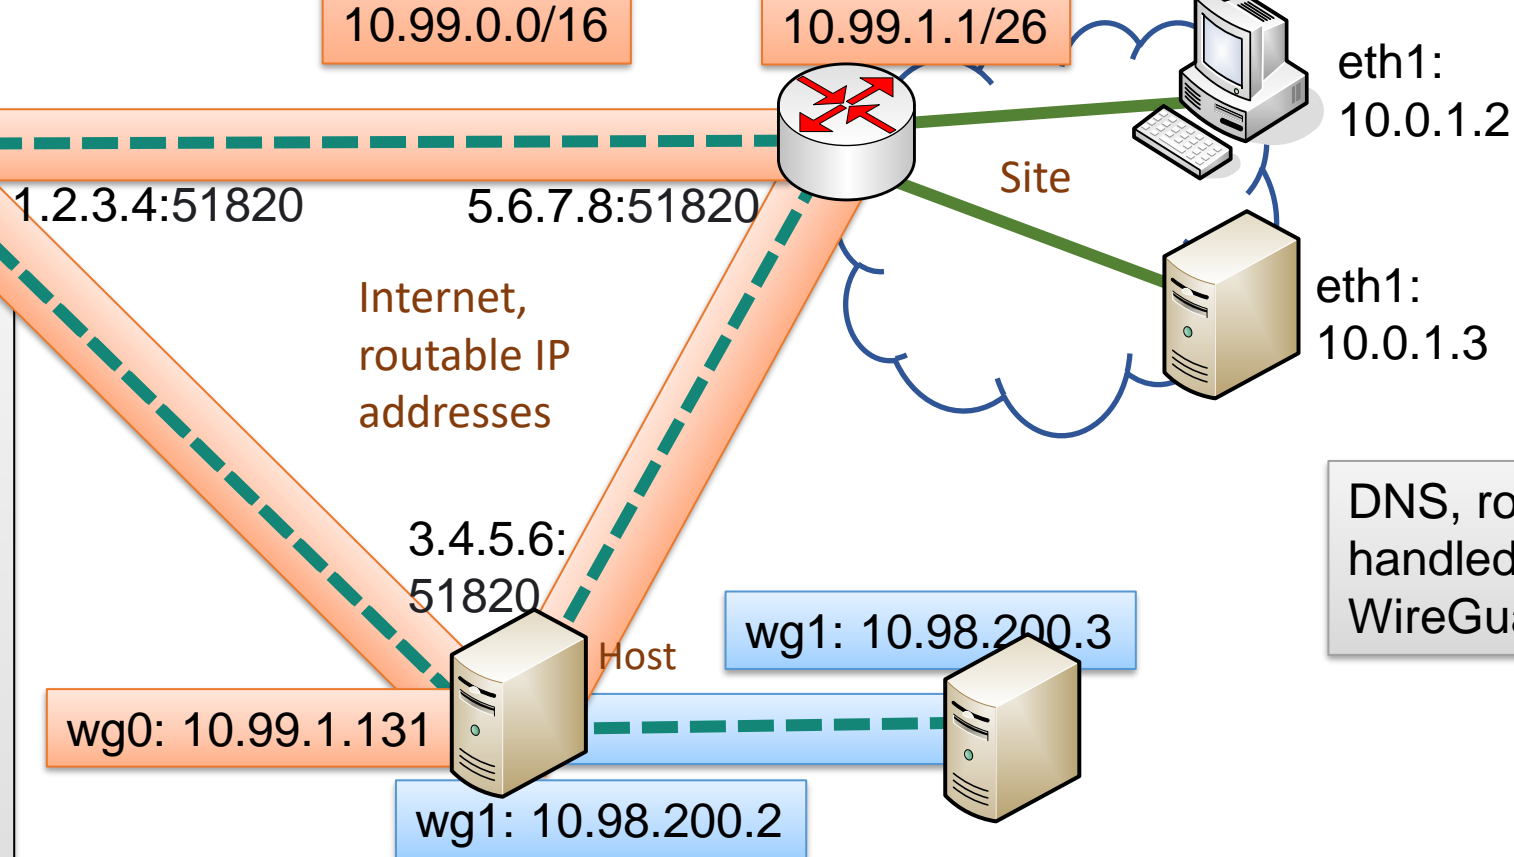 10.99.0.0/16
10.99.1.1/26
eth1:
10.0.1.2
Site
1.2.3.4:51820
5.6.7.8:51820
Internet,
routable IP
addresses
eth1:
10.0.1.3
3.4.5.6:
51820
DNS,
handled
Host
wg1: 10.98.200.3
wg0: 10.99.1.131
wg1: 10.98.200.2